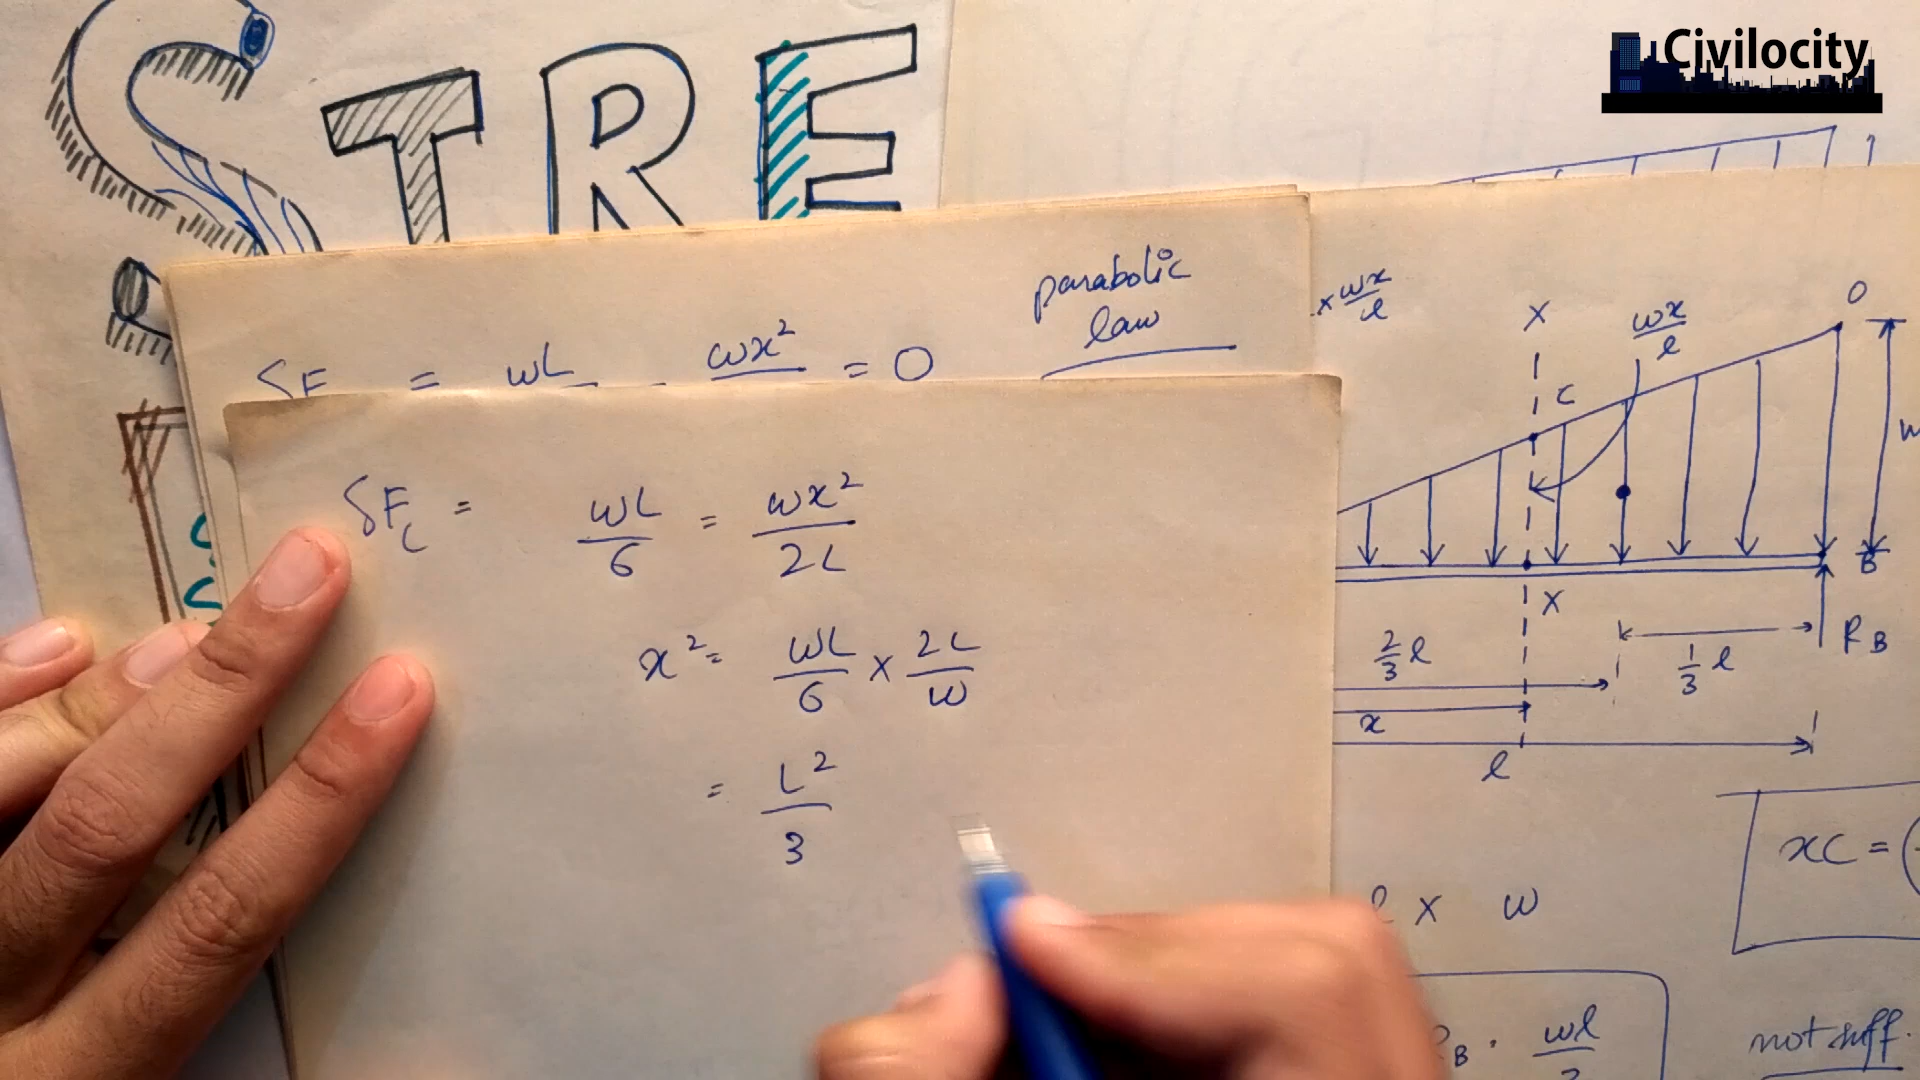 STRE
Civilocity
parabolic
law
SF = wL - wx² = 0
SF_C = wL/6 = wx²/2L
x² = wL/6 × 2L/w
= L²/3
× wx/l
X
wx/l
O
C
w
B
X
R_B
2/3 l
1/3 l
x
l
xC =
l × w
R_B . wl
not suff.